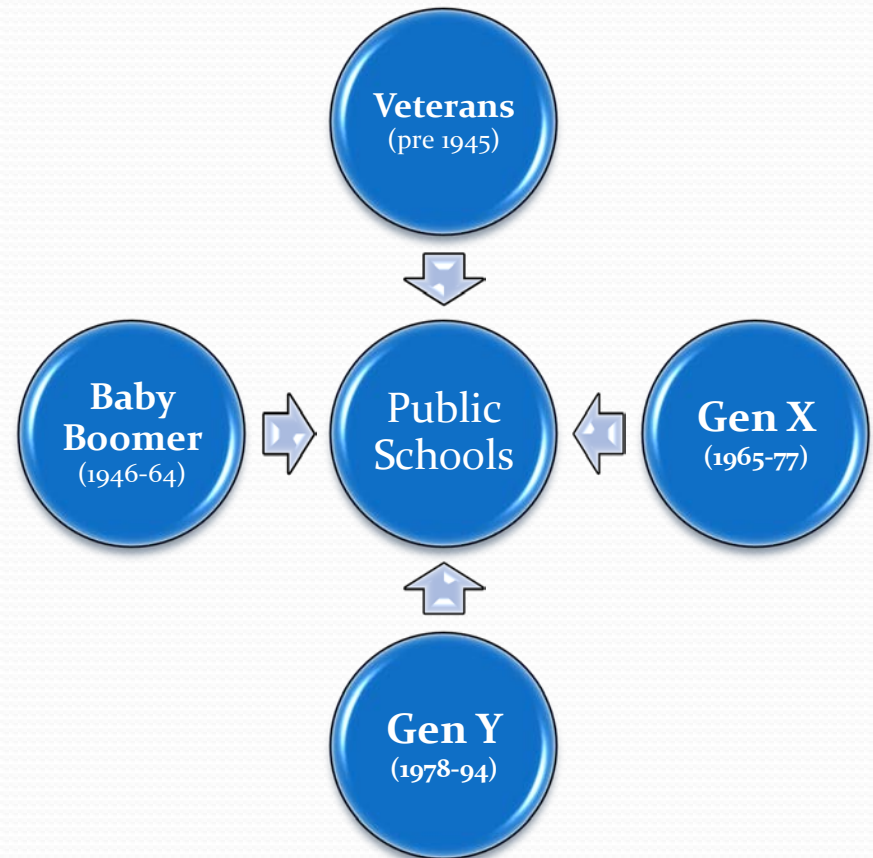 Veterans
(pre 1945)
Baby
Boomer
(1946-64)
Public
Schools
Gen X
(1965-77)
Gen Y
(1978-94)